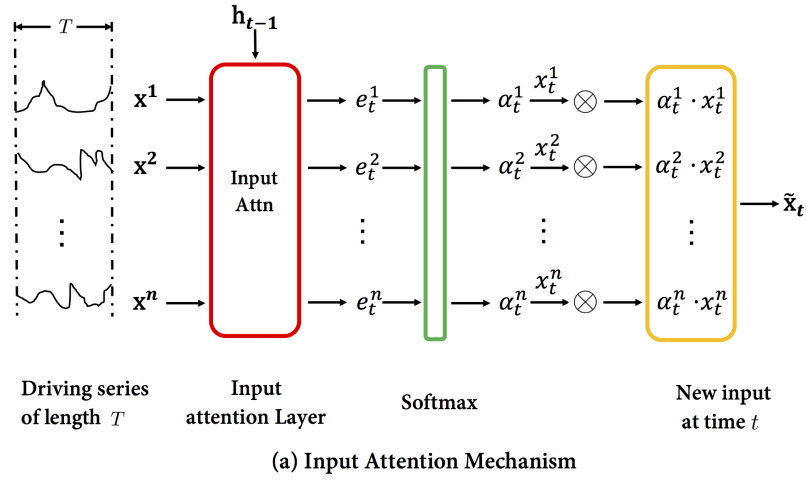 T
h_{t-1}
x^1 e_t^1 α_t^1 x_t^1 ⊗ α_t^1 · x_t^1
x^2 Input Attn e_t^2 α_t^2 x_t^2 ⊗ α_t^2 · x_t^2
⋮ ⋮ ⋮ ⋮ x̃_t
x^n e_t^n α_t^n x_t^n ⊗ α_t^n · x_t^n
Driving series
of length T
Input
attention Layer
Softmax
New input
at time t
(a) Input Attention Mechanism